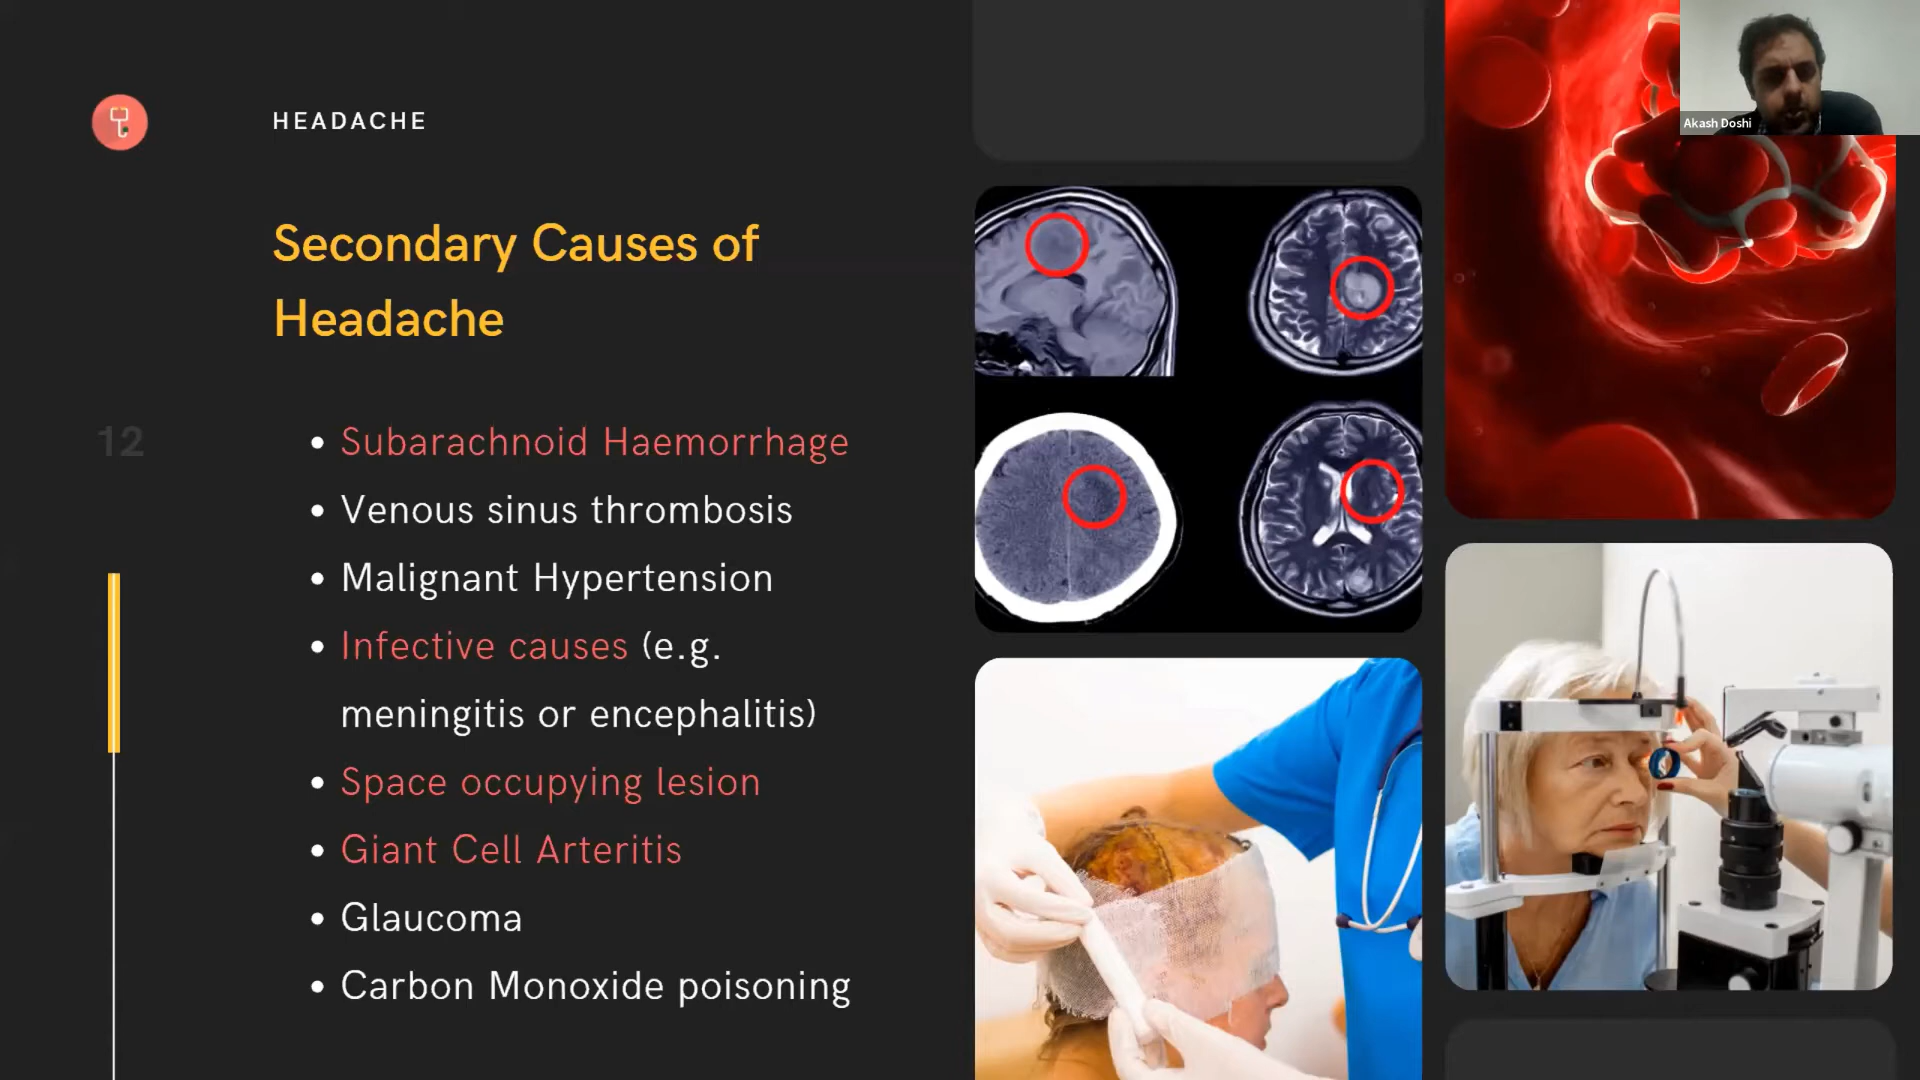 HEADACHE
Secondary Causes of
Headache
12
• Subarachnoid Haemorrhage
• Venous sinus thrombosis
• Malignant Hypertension
• Infective causes (e.g.
meningitis or encephalitis)
• Space occupying lesion
• Giant Cell Arteritis
• Glaucoma
• Carbon Monoxide poisoning
Akash Doshi